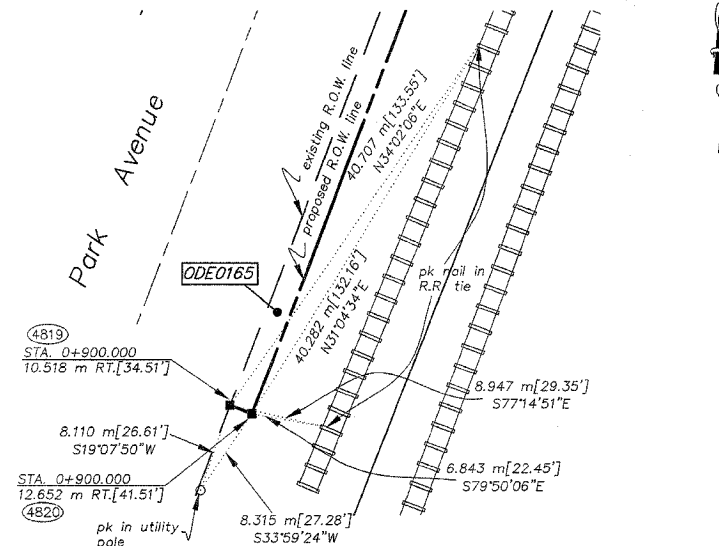 Park Avenue
existing R.O.W. line
proposed R.O.W. line
40.707 m[133.55']
N34°02'06"E
ODE0165
pk nail in
R.R. tie
40.282 m[132.16']
N31°04'34"E
4819
STA. 0+900.000
10.518 m RT.[34.51']
8.947 m[29.35']
S77°14'51"E
8.110 m[26.61']
S19°07'50"W
6.843 m[22.45']
S79°50'06"E
STA. 0+900.000
12.652 m RT.[41.51']
4820
8.315 m[27.28']
S33°59'24"W
pk in utility
pole